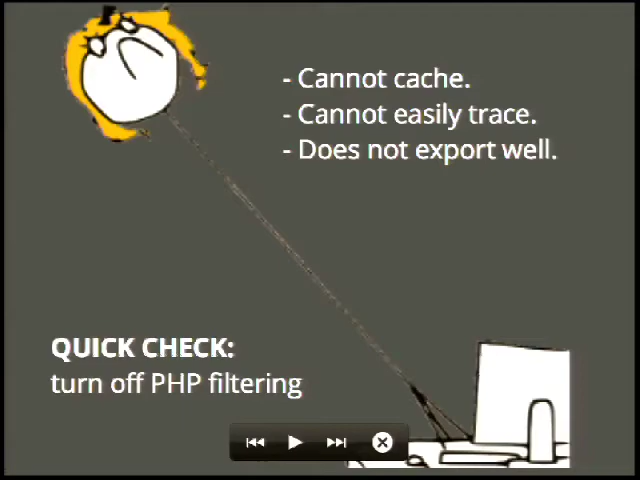 - Cannot cache.
- Cannot easily trace.
- Does not export well.
QUICK CHECK:
turn off PHP filtering